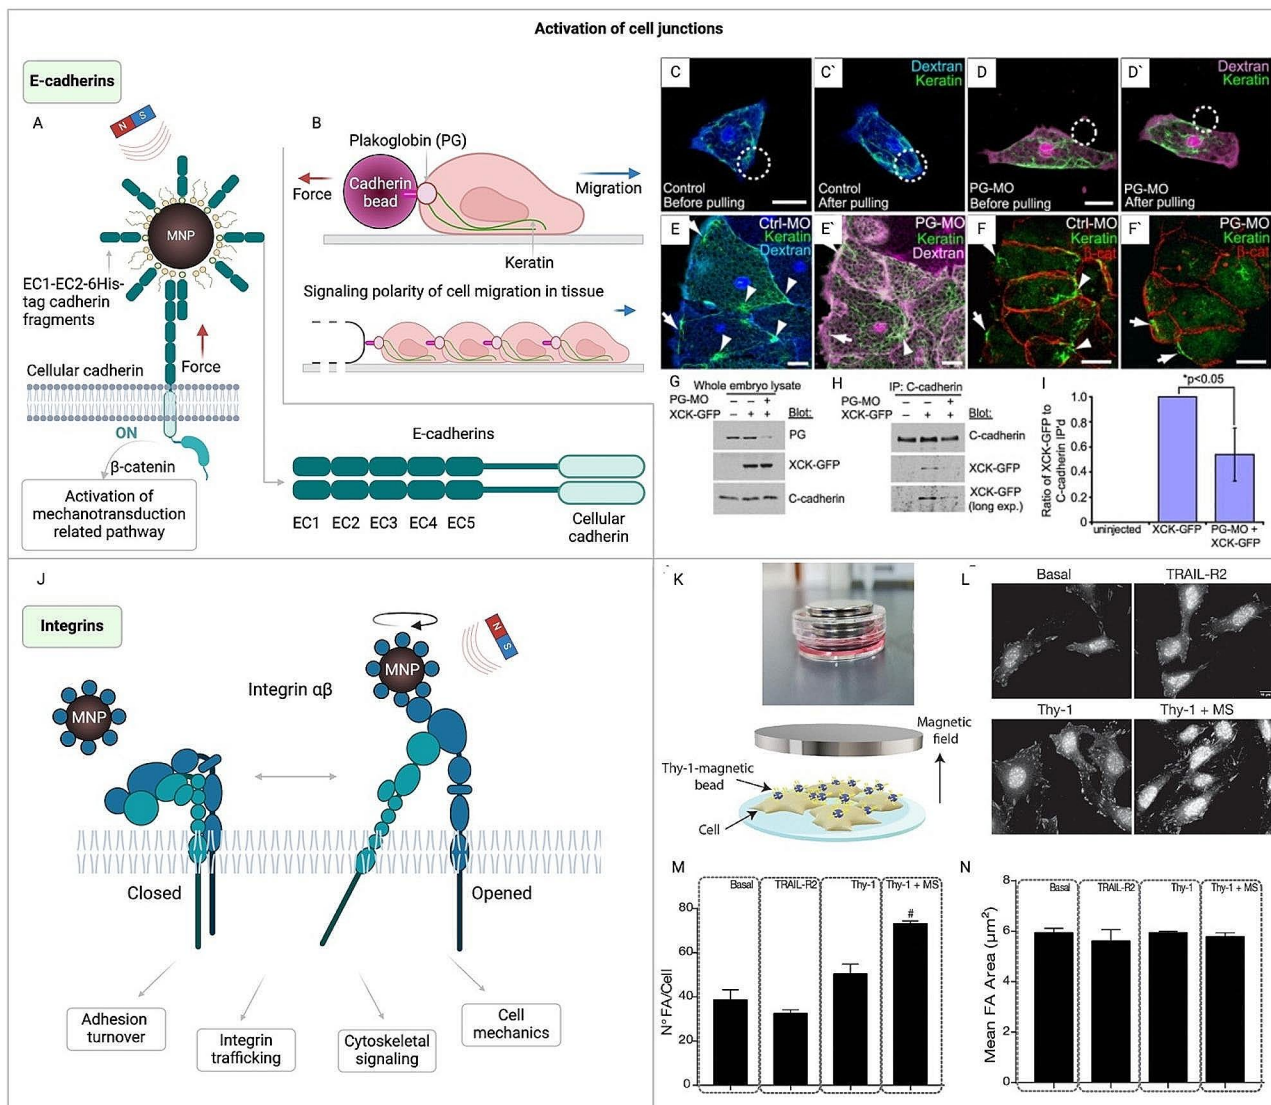 Activation of cell junctions
E-cadherins
A
N S
MNP
EC1-EC2-6His-
tag cadherin
fragments
Force
Cellular cadherin
ON
β-catenin
Activation of
mechanotransduction
related pathway
B
Plakoglobin (PG)
Cadherin
bead
Force
Migration
Keratin
Signaling polarity of cell migration in tissue
E-cadherins
EC1 EC2 EC3 EC4 EC5
Cellular
cadherin
C
Control
Before pulling
C`
Dextran
Keratin
Control
After pulling
D
PG-MO
Before pulling
D`
Dextran
Keratin
PG-MO
After pulling
E
Ctrl-MO
Keratin
Dextran
E`
PG-MO
Keratin
Dextran
F
Ctrl-MO
Keratin
β-cat
F`
PG-MO
Keratin
β-cat
G
Whole embryo lysate
PG-MO – – +
XCK-GFP – + +
Blot:
PG
XCK-GFP
C-cadherin
H
IP: C-cadherin
PG-MO – – +
XCK-GFP – + +
Blot:
C-cadherin
XCK-GFP
XCK-GFP
(long exp.)
I
*p<0.05
Ratio of XCK-GFP to
C-cadherin IP'd
1.0
0.8
0.6
0.4
0.2
0
uninjected
XCK-GFP
PG-MO +
XCK-GFP
J
Integrins
MNP
Integrin αβ
MNP
N S
Closed
Opened
Adhesion
turnover
Integrin
trafficking
Cytoskeletal
signaling
Cell
mechanics
K
Magnetic
field
Thy-1-magnetic
bead
Cell
L
Basal
TRAIL-R2
Thy-1
Thy-1 + MS
M
Basal
TRAIL-R2
Thy-1
Thy-1 + MS
#
N° FA/Cell
80
60
40
20
0
N
Basal
TRAIL-R2
Thy-1
Thy-1 + MS
Mean FA Area (µm²)
8
6
4
2
0